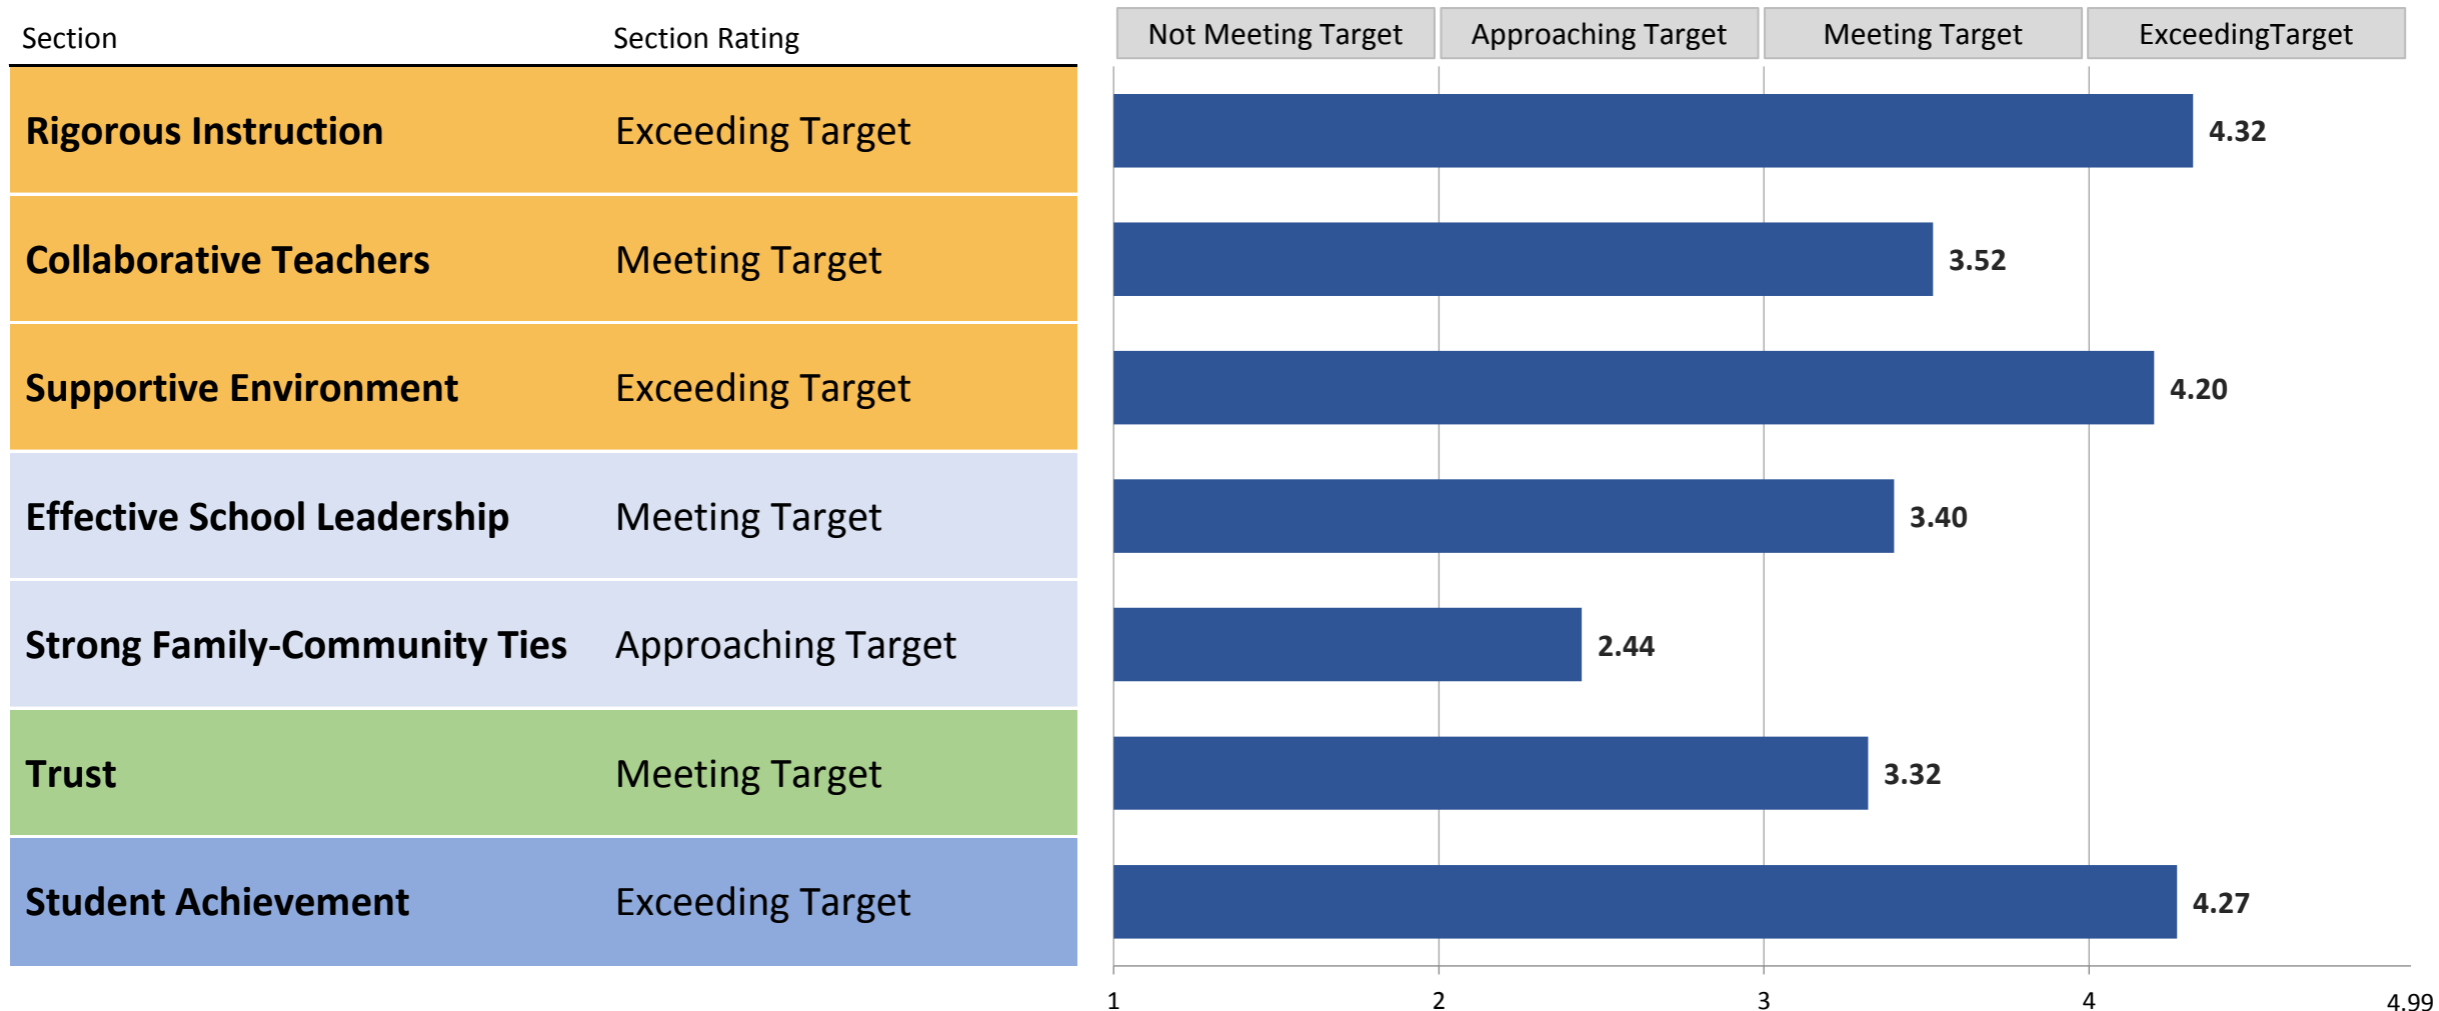 Section Section Rating Not Meeting Target Approaching Target Meeting Target ExceedingTarget
Rigorous Instruction Exceeding Target 4.32
Collaborative Teachers Meeting Target 3.52
Supportive Environment Exceeding Target 4.20
Effective School Leadership Meeting Target 3.40
Strong Family-Community Ties Approaching Target 2.44
Trust Meeting Target 3.32
Student Achievement Exceeding Target 4.27
1 2 3 4 4.99